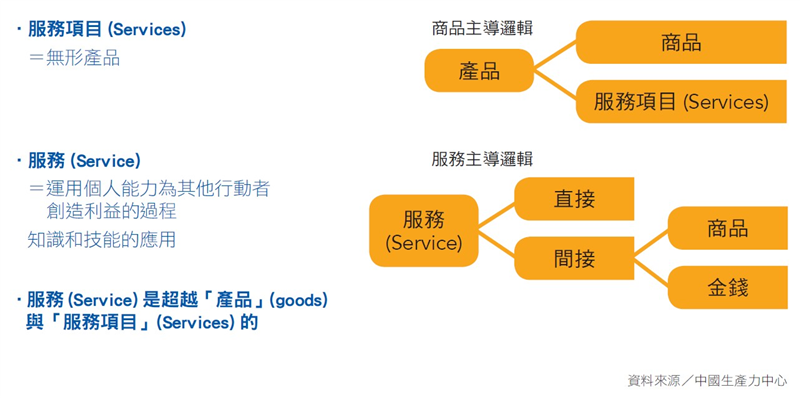 ·服務項目 (Services)
＝無形產品
商品主導邏輯
產品
商品
服務項目 (Services)
·服務 (Service)
＝運用個人能力為其他行動者
創造利益的過程
知識和技能的應用
·服務 (Service) 是超越「產品」(goods)
與「服務項目」(Services) 的
服務主導邏輯
服務
(Service)
直接
間接
商品
金錢
資料來源／中國生產力中心